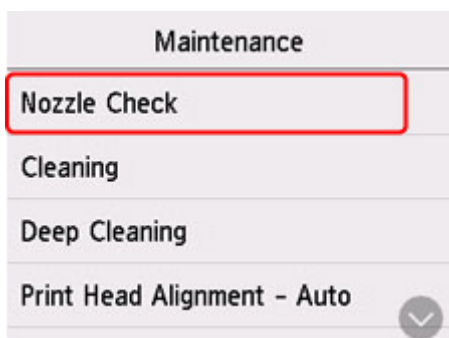 Maintenance
Nozzle Check
Cleaning
Deep Cleaning
Print Head Alignment - Auto